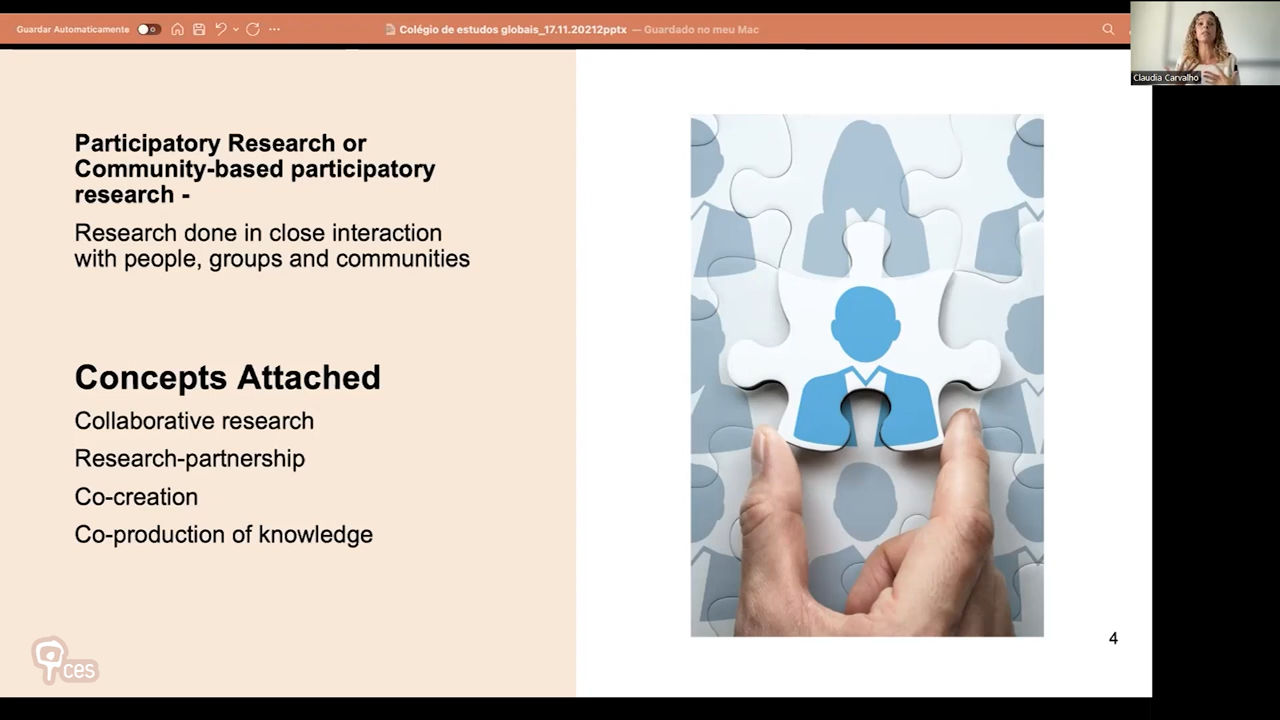 Guardar Automaticamente
Colégio de estudos globais_17.11.20212pptx — Guardado no meu Mac
Claudia Carvalho
Participatory Research or
Community-based participatory
research -
Research done in close interaction
with people, groups and communities
Concepts Attached
Collaborative research
Research-partnership
Co-creation
Co-production of knowledge
4
ces